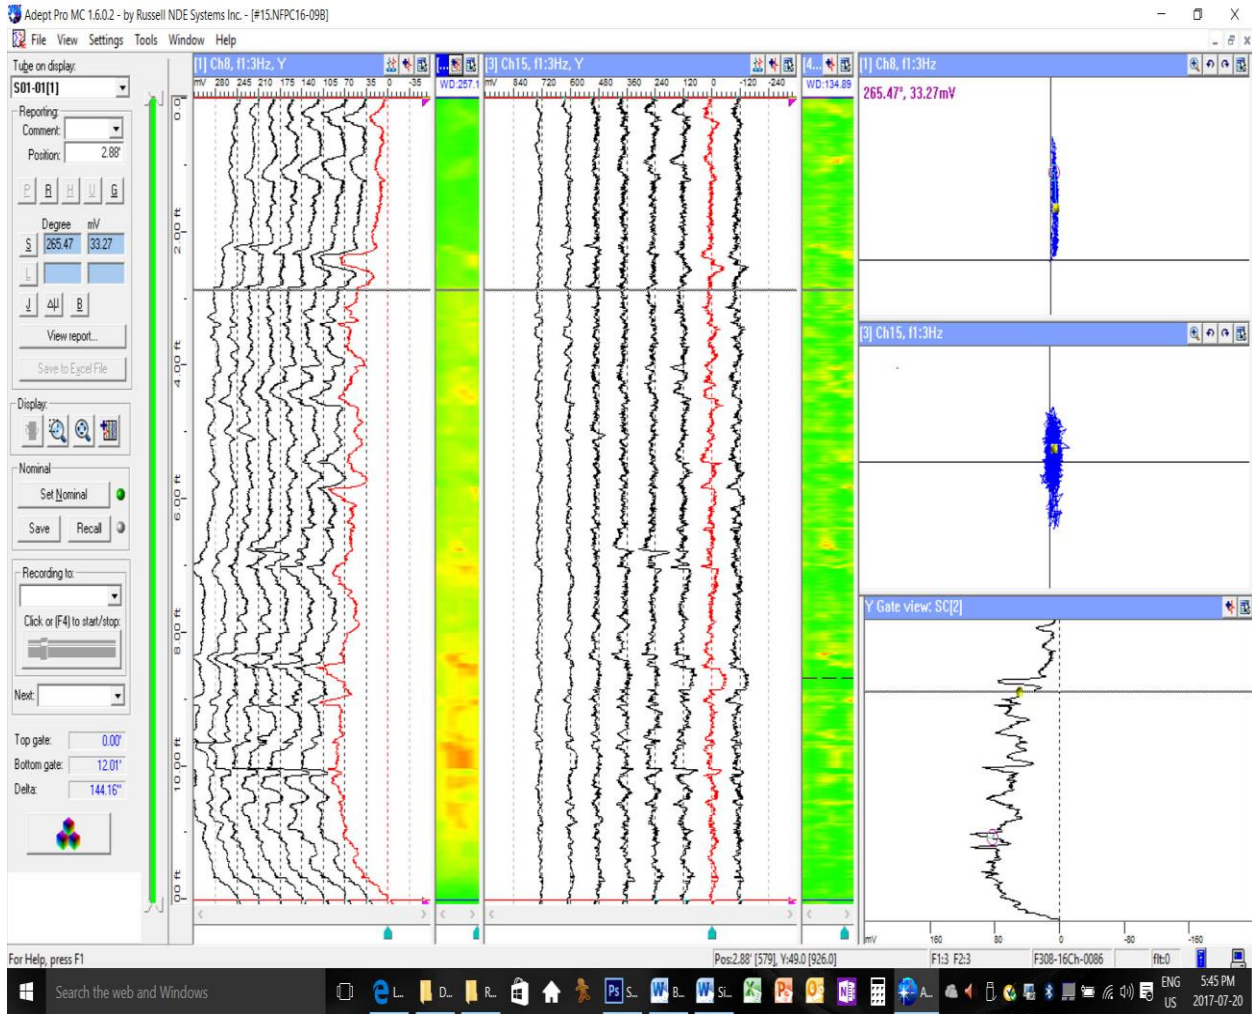 Adept Pro MC 1.6.0.2 - by Russell NDE Systems Inc. - [#15.NFPC16-09B]
File View Settings Tools Window Help
Tube on display:
S01-01[1]
Reporting:
Comment:
Position: 2.88'
P R H U G
Degree mV
S 265.47 33.27
L
J Δμ B
View report...
Save to Excel File
Display:
Nominal
Set Nominal
Save Recall
Recording to:
Click or (F4) to start/stop:
Next:
Top gate: 0.00'
Bottom gate: 12.01'
Delta: 144.16"
[1] Ch8, f1:3Hz, Y
mV 280 245 210 175 140 105 70 35 0 -35
0
2.00 ft
4.00 ft
6.00 ft
8.00 ft
10.00 ft
[...
WD:257.1
[3] Ch15, f1:3Hz, Y
mV 840 720 600 480 360 240 120 0 -120 -240
[4...
WD:134.89
[1] Ch8, f1:3Hz
265.47°, 33.27mV
[3] Ch15, f1:3Hz
Y Gate view: SC[2]
mV 160 80 0 -80 -160
For Help, press F1
Pos:2.88' [579], Y:49.0 [926.0]
F1:3 F2:3
F308-16Ch-0086
flt:0
Search the web and Windows
L...
D...
R...
S...
B...
Si...
A...
ENG
US
5:45 PM
2017-07-20